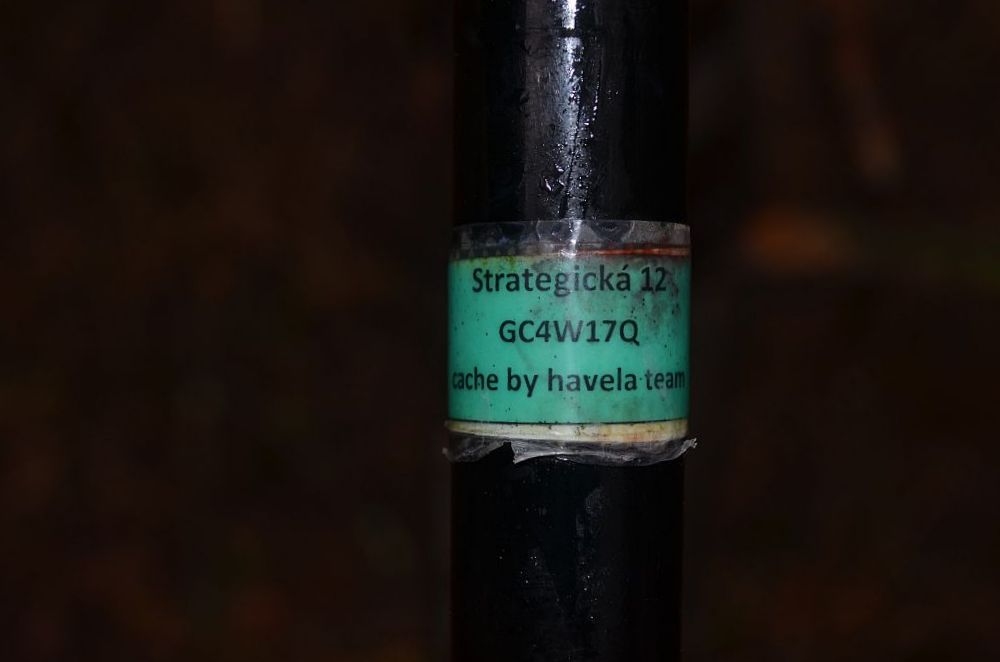 Strategická 12
GC4W17Q
cache by havela team